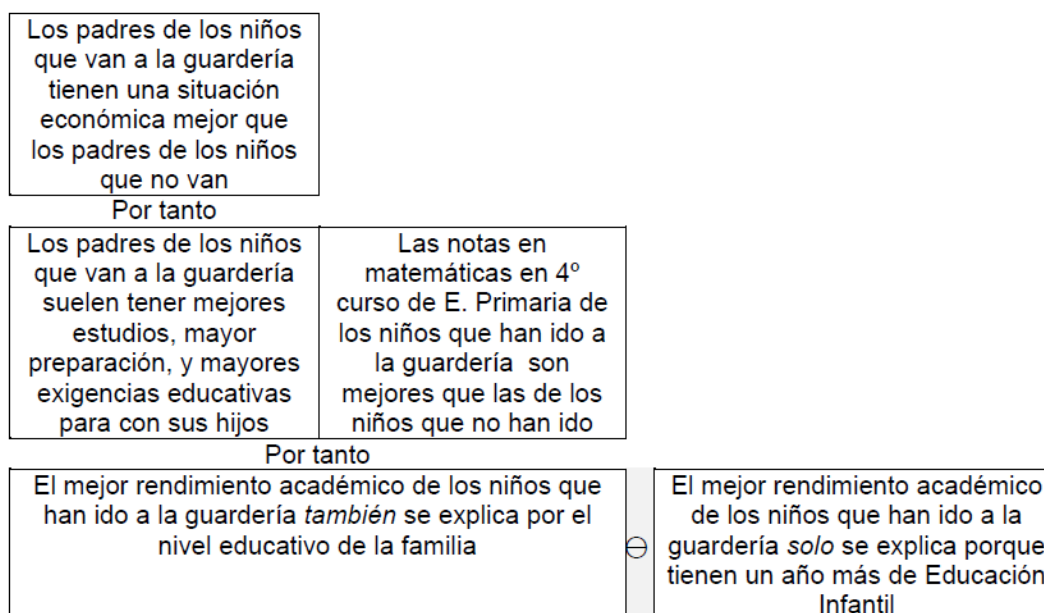 Los padres de los niños
que van a la guardería
tienen una situación
económica mejor que
los padres de los niños
que no van
Por tanto
Los padres de los niños
que van a la guardería
suelen tener mejores
estudios, mayor
preparación, y mayores
exigencias educativas
para con sus hijos
Las notas en
matemáticas en 4º
curso de E. Primaria de
los niños que han ido a
la guardería son
mejores que las de los
niños que no han ido
Por tanto
El mejor rendimiento académico de los niños que
han ido a la guardería también se explica por el
nivel educativo de la familia
El mejor rendimiento académico
de los niños que han ido a la
guardería solo se explica porque
tienen un año más de Educación
Infantil